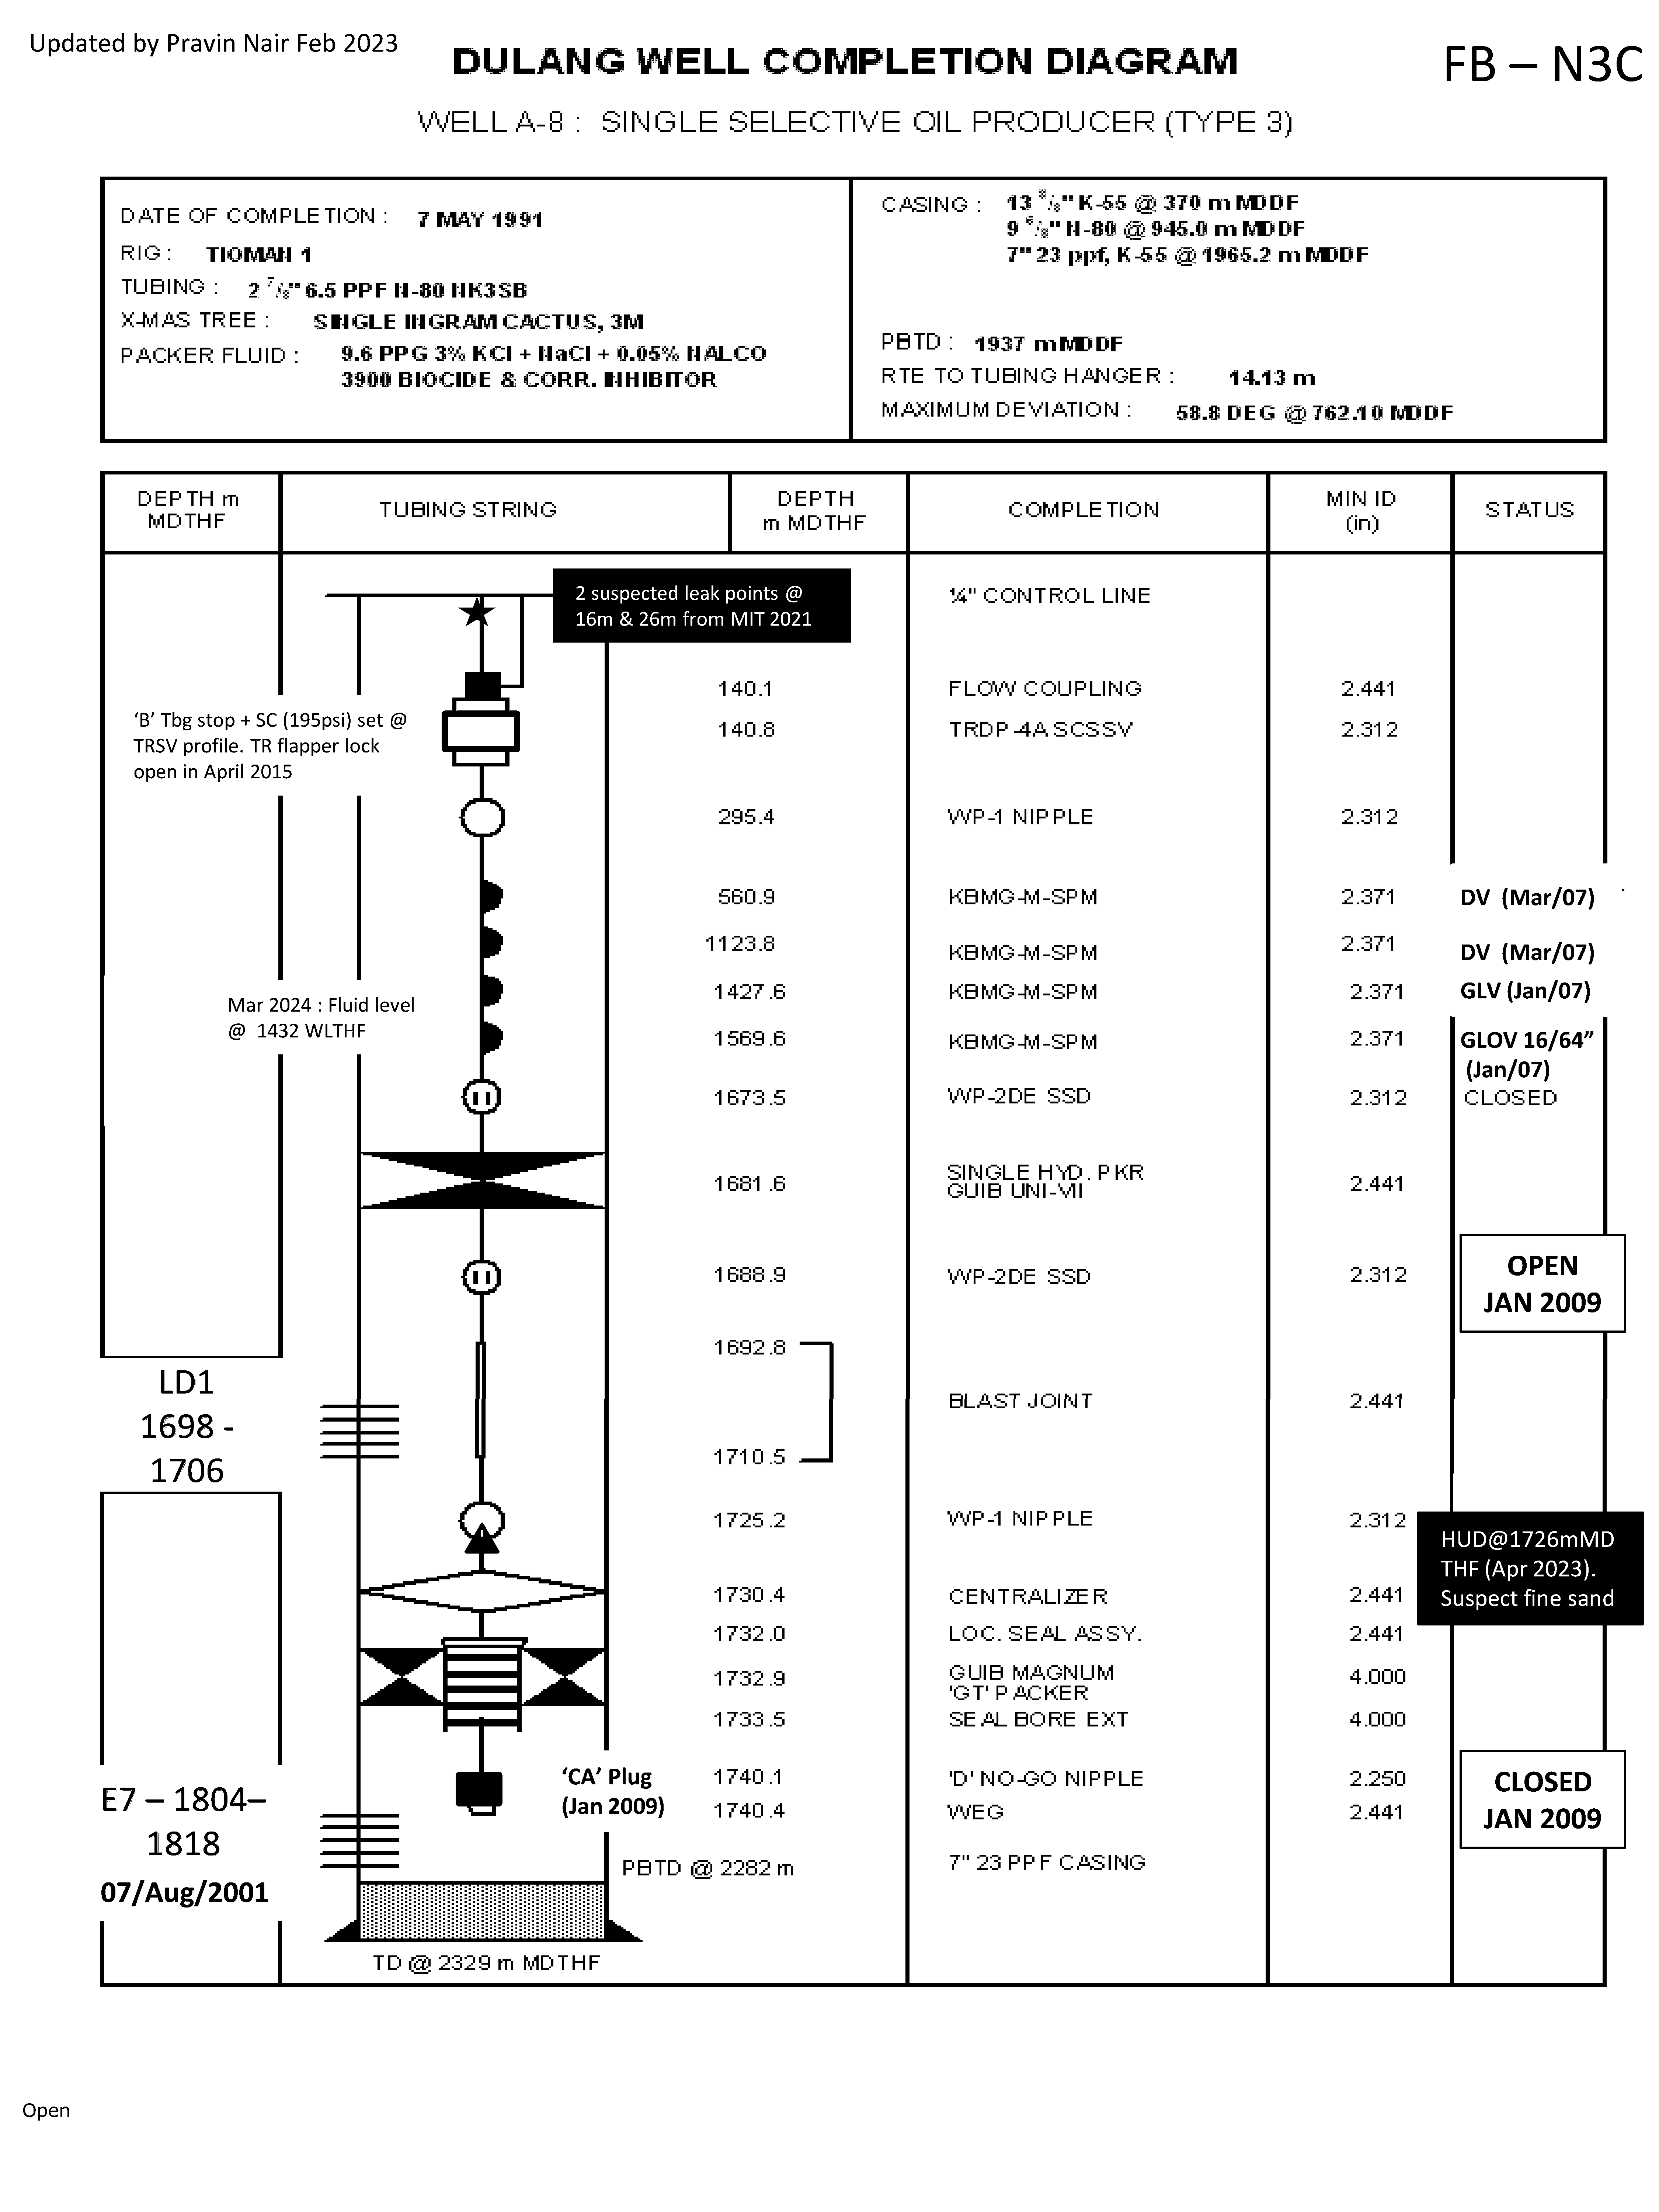 Updated by Pravin Nair Feb 2023
DULANG WELL COMPLETION DIAGRAM
FB – N3C
WELL A-8 : SINGLE SELECTIVE OIL PRODUCER (TYPE 3)
DATE OF COMPLETION : 7 MAY 1991
RIG : TIOMAN 1
TUBING : 2 7/8" 6.5 PPF N-80 NK3SB
X-MAS TREE : SINGLE INGRAM CACTUS, 3M
PACKER FLUID : 9.6 PPG 3% KCl + NaCl + 0.05% NALCO
3900 BIOCIDE & CORR. INHIBITOR
CASING : 13 3/8" K-55 @ 370 m MDDF
9 5/8" N-80 @ 945.0 m MDDF
7" 23 ppf, K-55 @ 1965.2 m MDDF
PBTD : 1937 mMDDF
RTE TO TUBING HANGER : 14.13 m
MAXIMUM DEVIATION : 58.8 DEG @ 762.10 MDDF
DEPTH m
MDTHF
TUBING STRING
DEPTH
m MDTHF
COMPLETION
MIN ID
(in)
STATUS
2 suspected leak points @
16m & 26m from MIT 2021
¼" CONTROL LINE
140.1 FLOW COUPLING 2.441
‘B’ Tbg stop + SC (195psi) set @
TRSV profile. TR flapper lock
open in April 2015
140.8 TRDP-4A SCSSV 2.312
295.4 WP-1 NIPPLE 2.312
560.9 KBMG-M-SPM 2.371 DV (Mar/07)
1123.8 KBMG-M-SPM 2.371 DV (Mar/07)
Mar 2024 : Fluid level
@ 1432 WLTHF
1427.6 KBMG-M-SPM 2.371 GLV (Jan/07)
1569.6 KBMG-M-SPM 2.371 GLOV 16/64”
(Jan/07)
1673.5 WP-2DE SSD 2.312 CLOSED
1681.6 SINGLE HYD. PKR 2.441
GUIB UNI-VII
1688.9 WP-2DE SSD 2.312
OPEN
JAN 2009
1692.8
LD1
1698 -
1706
BLAST JOINT 2.441
1710.5
1725.2 WP-1 NIPPLE 2.312
HUD@1726mMD
THF (Apr 2023).
Suspect fine sand
1730.4 CENTRALIZER 2.441
1732.0 LOC. SEAL ASSY. 2.441
1732.9 GUIB MAGNUM 4.000
'GT' PACKER
1733.5 SEAL BORE EXT 4.000
‘CA’ Plug
(Jan 2009)
1740.1 'D' NO-GO NIPPLE 2.250
1740.4 WEG 2.441
CLOSED
JAN 2009
E7 – 1804–
1818
07/Aug/2001
PBTD @ 2282 m
7" 23 PPF CASING
TD @ 2329 m MDTHF
Open